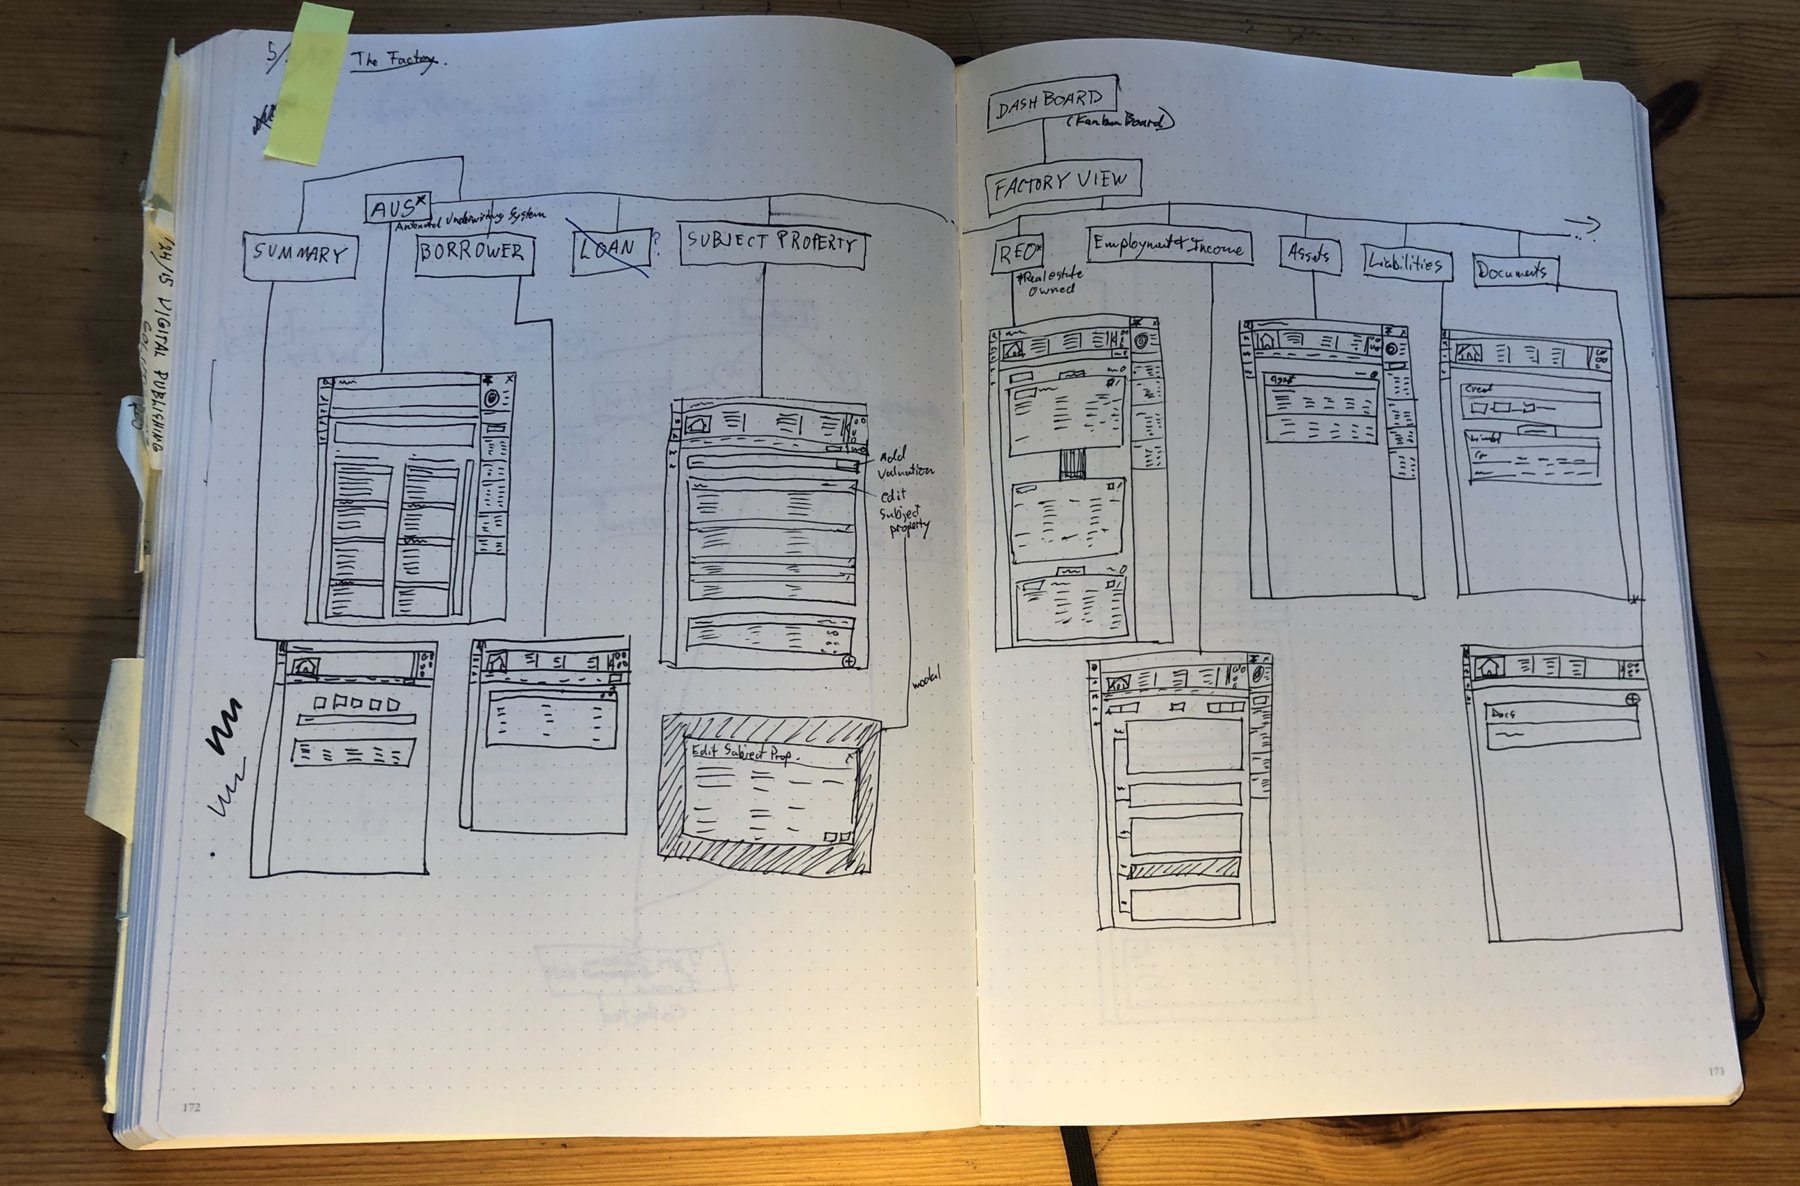 5/
The Factory.
DASHBOARD
(Kanban Board)
FACTORY VIEW
AUS*
Automated Underwriting System
SUMMARY
BORROWER
LOAN
?
SUBJECT PROPERTY
REO*
*Real estate
Owned
Employment & Income
Assets
Liabilities
Documents
Add
Valuation
edit
Subject
property
modal
Edit Subject Prop.
Docs
DIGITAL PUBLISHING
172
173